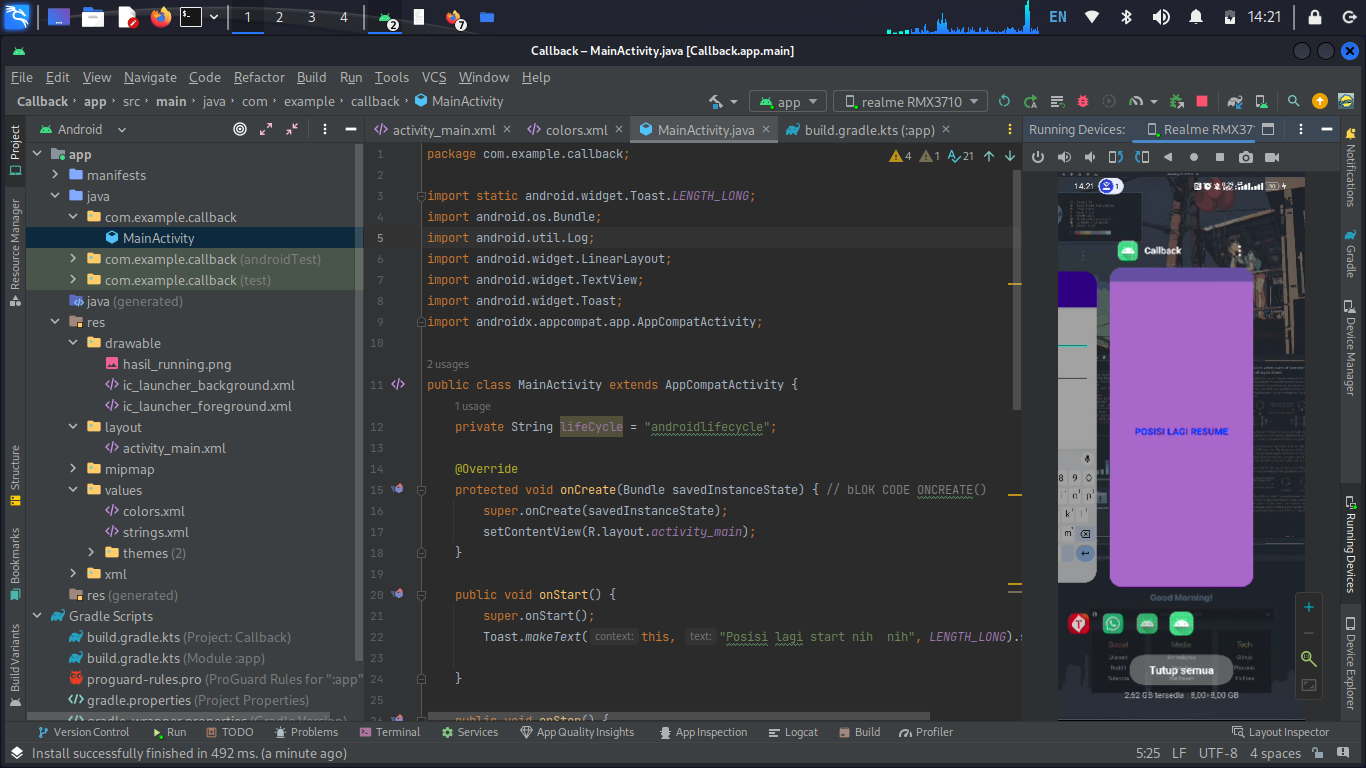 1 2 3 4 2 7 EN 14:21
Callback – MainActivity.java [Callback.app.main]
File Edit View Navigate Code Refactor Build Run Tools VCS Window Help
Callback › app › src › main › java › com › example › callback › MainActivity
app realme RMX3710
Project
Resource Manager
Structure
Bookmarks
Build Variants
Android
app
manifests
java
com.example.callback
MainActivity
com.example.callback (androidTest)
com.example.callback (test)
java (generated)
res
drawable
hasil_running.png
ic_launcher_background.xml
ic_launcher_foreground.xml
layout
activity_main.xml
mipmap
values
colors.xml
strings.xml
themes (2)
xml
res (generated)
Gradle Scripts
build.gradle.kts (Project: Callback)
build.gradle.kts (Module :app)
proguard-rules.pro (ProGuard Rules for ":app"
gradle.properties (Project Properties)
gradle-wrapper.properties (Gradle Version)
activity_main.xml colors.xml MainActivity.java build.gradle.kts (app)
4 1 21
1 package com.example.callback;
2
3 import static android.widget.Toast.LENGTH_LONG;
4 import android.os.Bundle;
5 import android.util.Log;
6 import android.widget.LinearLayout;
7 import android.widget.TextView;
8 import android.widget.Toast;
9 import androidx.appcompat.app.AppCompatActivity;
10
2 usages
11 public class MainActivity extends AppCompatActivity {
1 usage
12 private String lifeCycle = "androidlifecycle";
13
14 @Override
15 protected void onCreate(Bundle savedInstanceState) { // bLOK CODE ONCREATE()
16 super.onCreate(savedInstanceState);
17 setContentView(R.layout.activity_main);
18 }
19
20 public void onStart() {
21 super.onStart();
22 Toast.makeText( context: this, text: "Posisi lagi start nih  nih", LENGTH_LONG).s
23
24 }
25
26 public void onStop() {
Running Devices: Realme RMX37
14.21 1
Callback
POSISI LAGI RESUME
8 9 0
Good Morning!
Social Media Tech
Tutup semua
Notifications
Gradle
Device Manager
Running Devices
Device Explorer
Version Control Run TODO Problems Terminal Services App Quality Insights App Inspection Logcat Build Profiler Layout Inspector
Install successfully finished in 492 ms. (a minute ago) 5:25 LF UTF-8 4 spaces